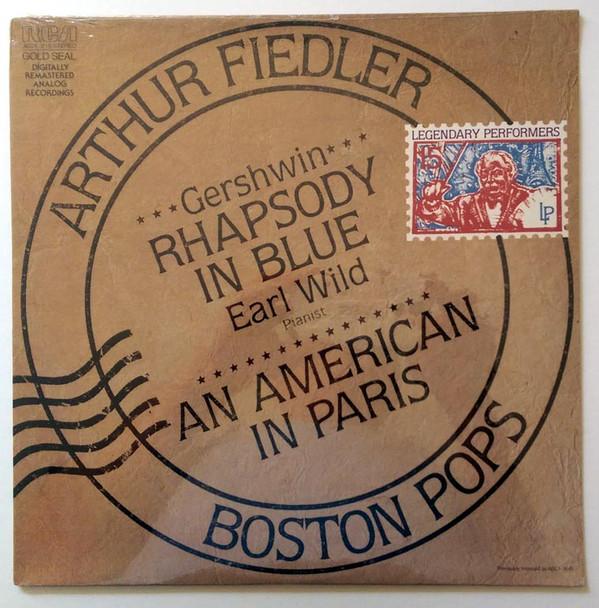 RCA
GOLD SEAL
DIGITALLY
REMASTERED
ANALOG
RECORDINGS
ARTHUR FIEDLER
LEGENDARY PERFORMERS
LP
Gershwin
RHAPSODY
IN BLUE
Earl Wild
Pianist
AN AMERICAN
IN PARIS
BOSTON POPS